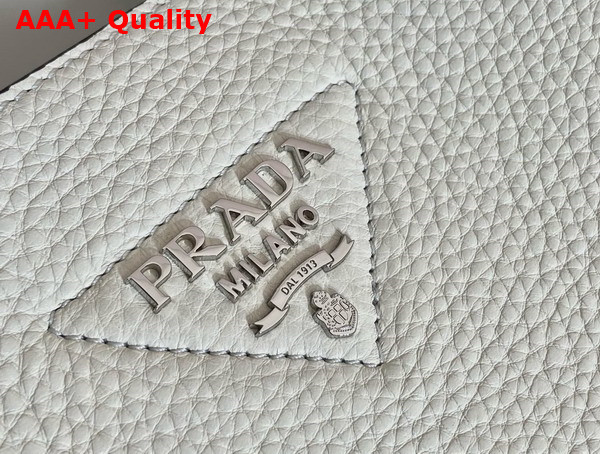 AAA+ Quality
PRADA
MILANO
DAL 1913